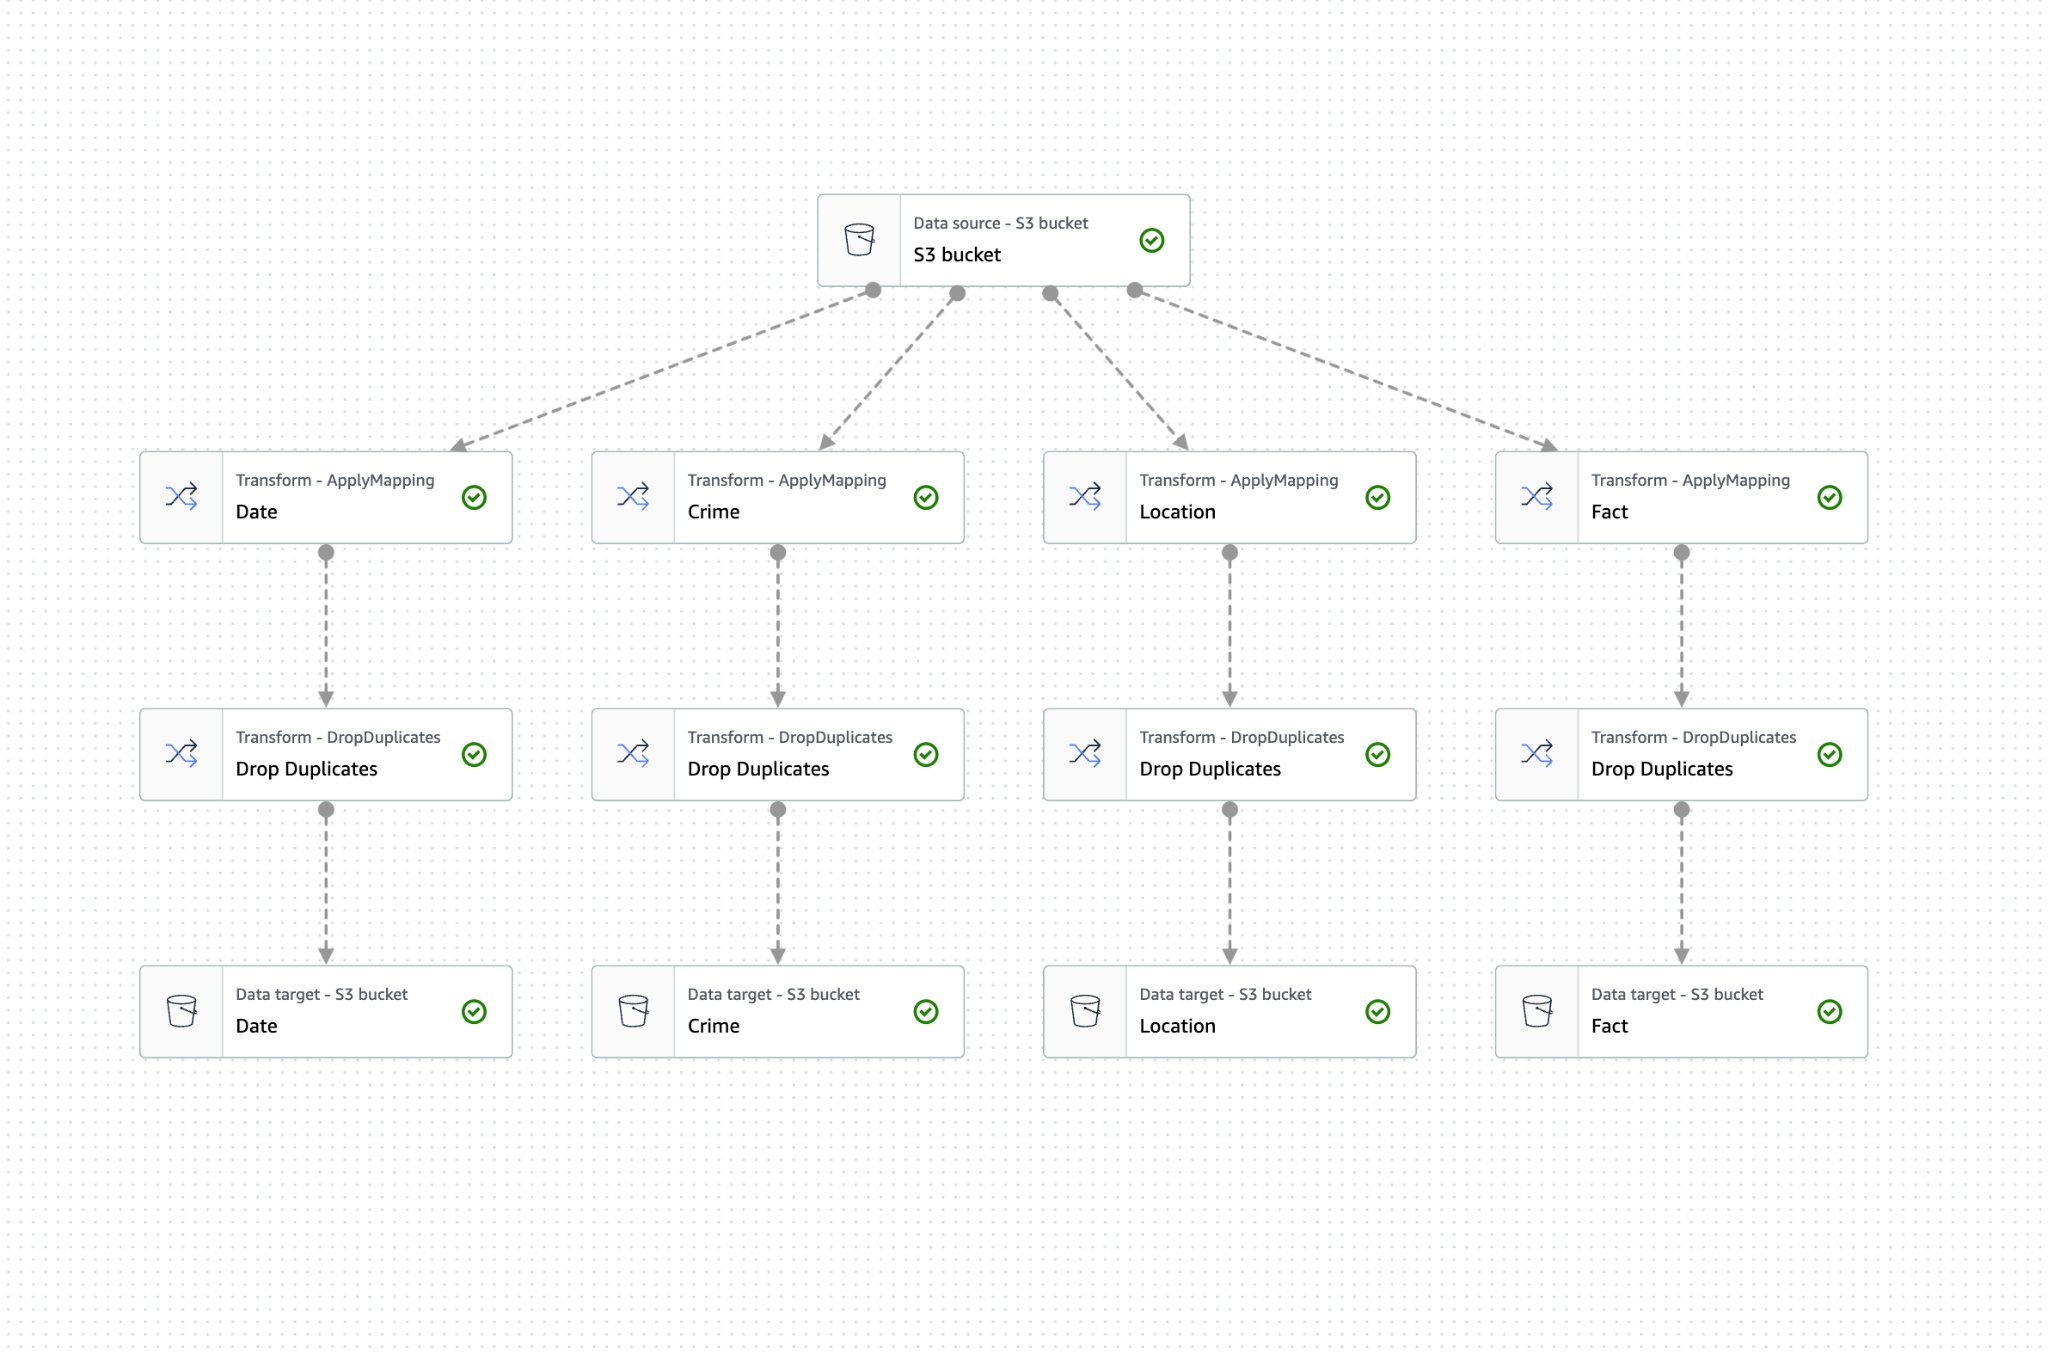 Data source - S3 bucket
S3 bucket
Transform - ApplyMapping
Date
Transform - ApplyMapping
Crime
Transform - ApplyMapping
Location
Transform - ApplyMapping
Fact
Transform - DropDuplicates
Drop Duplicates
Transform - DropDuplicates
Drop Duplicates
Transform - DropDuplicates
Drop Duplicates
Transform - DropDuplicates
Drop Duplicates
Data target - S3 bucket
Date
Data target - S3 bucket
Crime
Data target - S3 bucket
Location
Data target - S3 bucket
Fact